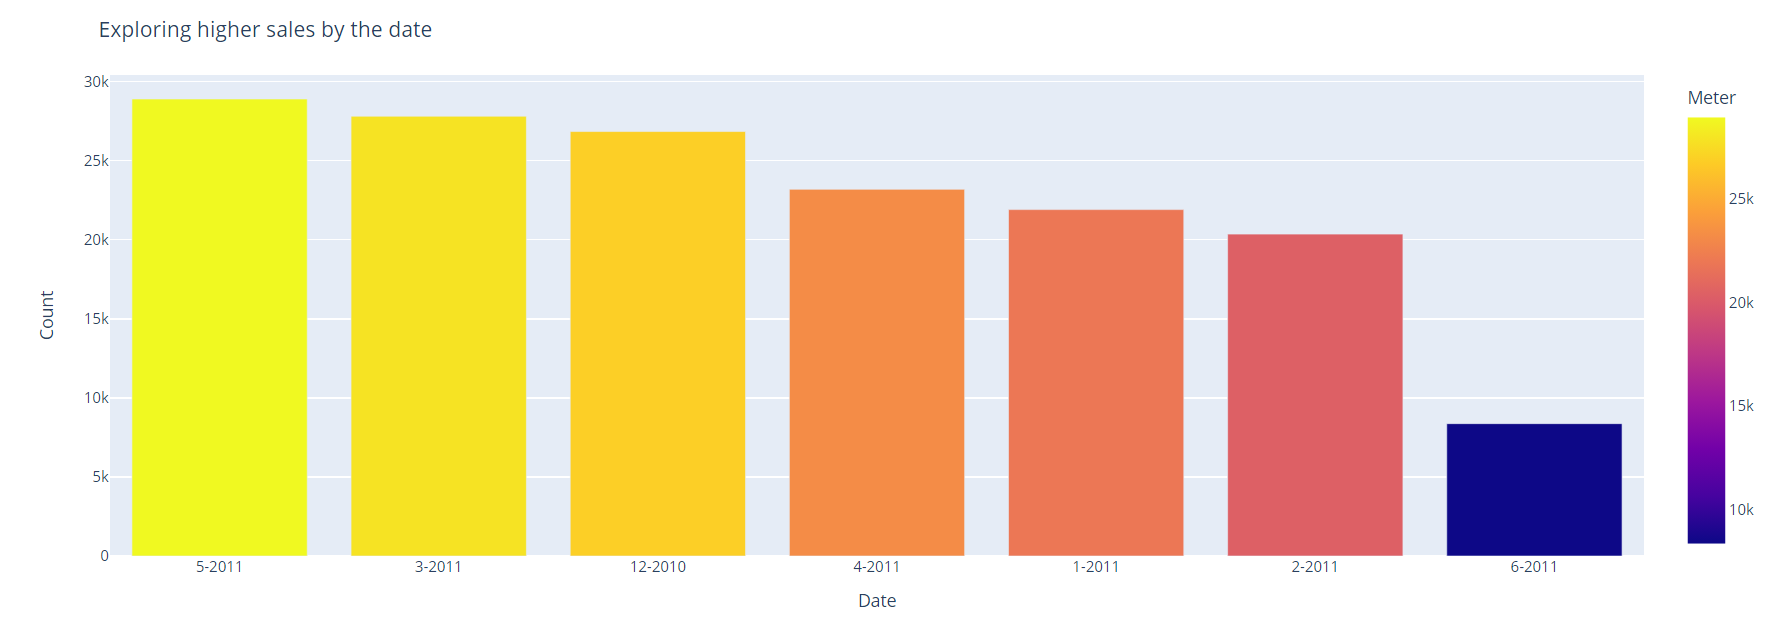 Exploring higher sales by the date
30k
25k
20k
15k
10k
5k
0
Count
5-2011 3-2011 12-2010 4-2011 1-2011 2-2011 6-2011
Date
Meter
25k
20k
15k
10k